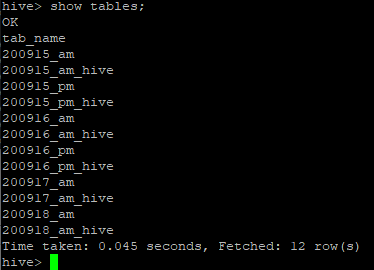 hive> show tables;
OK
tab_name
200915_am
200915_am_hive
200915_pm
200915_pm_hive
200916_am
200916_am_hive
200916_pm
200916_pm_hive
200917_am
200917_am_hive
200918_am
200918_am_hive
Time taken: 0.045 seconds, Fetched: 12 row(s)
hive>